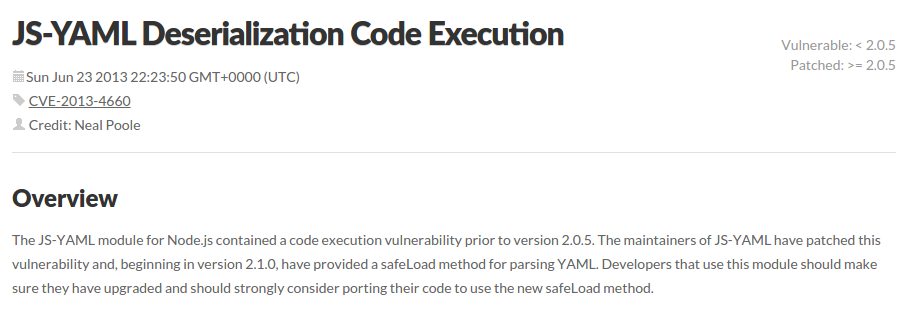 JS-YAML Deserialization Code Execution
Vulnerable: < 2.0.5
Patched: >= 2.0.5
Sun Jun 23 2013 22:23:50 GMT+0000 (UTC)
CVE-2013-4660
Credit: Neal Poole
Overview
The JS-YAML module for Node.js contained a code execution vulnerability prior to version 2.0.5. The maintainers of JS-YAML have patched this
vulnerability and, beginning in version 2.1.0, have provided a safeLoad method for parsing YAML. Developers that use this module should make
sure they have upgraded and should strongly consider porting their code to use the new safeLoad method.